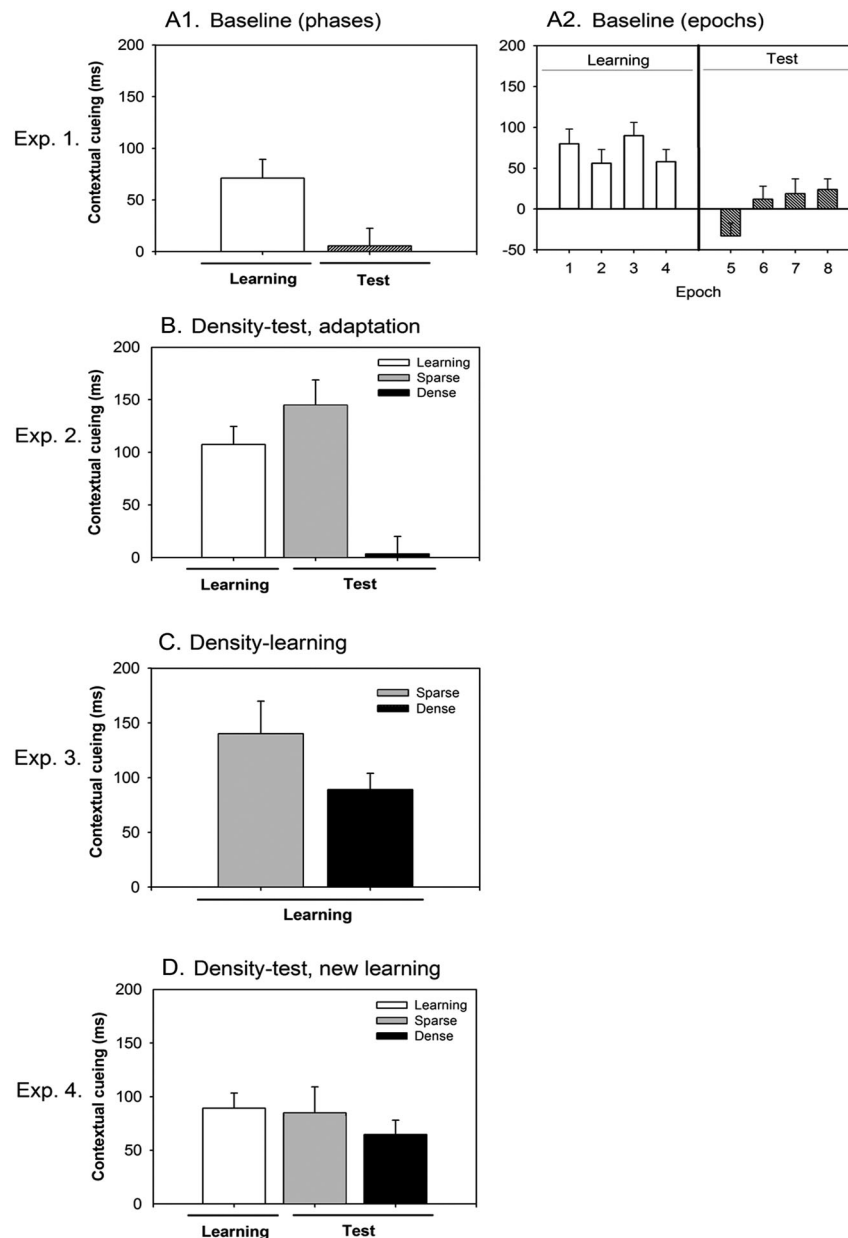 A1. Baseline (phases)
A2. Baseline (epochs)
Exp. 1.
Contextual cueing (ms)
200
150
100
50
0
Learning
Test
200
150
100
50
0
-50
Learning
Test
1 2 3 4 5 6 7 8
Epoch
B. Density-test, adaptation
Exp. 2.
Contextual cueing (ms)
200
150
100
50
0
Learning
Sparse
Dense
Learning
Test
C. Density-learning
Exp. 3.
Contextual cueing (ms)
200
150
100
50
0
Sparse
Dense
Learning
D. Density-test, new learning
Exp. 4.
Contextual cueing (ms)
200
150
100
50
0
Learning
Sparse
Dense
Learning
Test